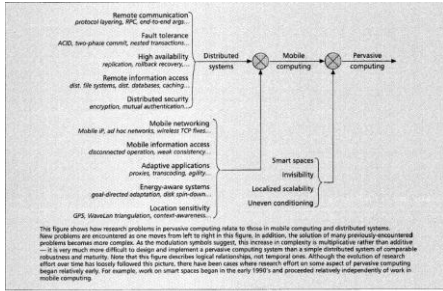 Remote communication
protocol layering, RPC, end-to-end args...
Fault tolerance
ACID, two-phase commit, nested transactions...
High availability
replication, rollback recovery,...
Remote information access
dist. file systems, dist. databases, caching...
Distributed security
encryption, mutual authentication...
Distributed systems
Mobile computing
Pervasive computing
Mobile networking
Mobile IP, ad hoc networks, wireless TCP fixes...
Mobile information access
disconnected operation, weak consistency...
Adaptive applications
proxies, transcoding, agility...
Energy-aware systems
goal-directed adaptation, disk spin-down...
Location sensitivity
GPS, WaveLan triangulation, context-awareness...
Smart spaces
Invisibility
Localized scalability
Uneven conditioning
This figure shows how research problems in pervasive computing relate to those in mobile computing and distributed systems.
New problems are encountered as one moves from left to right in this figure. In addition, the solution of many previously-encountered
problems becomes more complex. As the modulation symbols suggest, this increase in complexity is multiplicative rather than additive
— it is very much more difficult to design and implement a pervasive computing system than a simple distributed system of comparable
robustness and maturity. Note that this figure describes logical relationships, not temporal ones. Although the evolution of research
effort over time has loosely followed this picture, there have been cases where research effort on some aspect of pervasive computing
began relatively early. For example, work on smart spaces began in the early 1990's and proceeded relatively independently of work in
mobile computing.